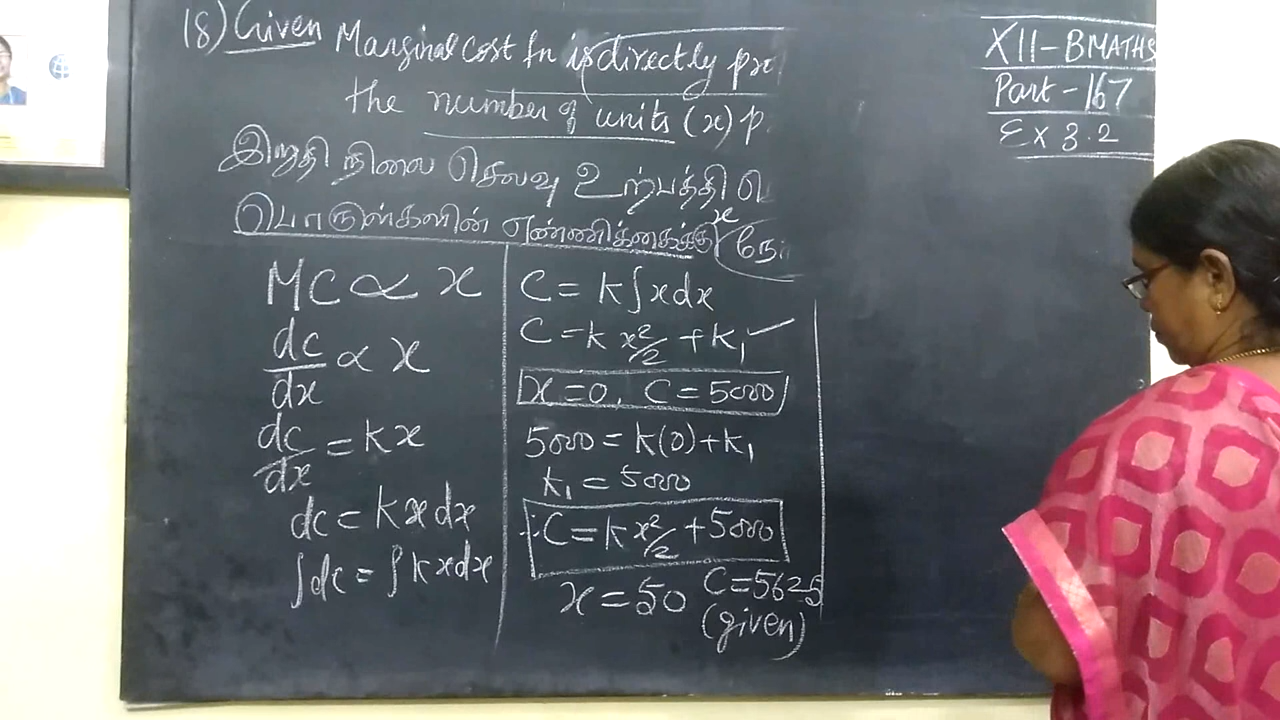 18) Given Marginal cost fn is directly pro
the number of units (x) p
இறுதி நிலை செலவு உற்பத்தி
பொருள்களின் எண்ணிக்கைக்கு x நே
MC ∝ x
dc/dx ∝ x
dc/dx = kx
dc = kx dx
∫dc = ∫kx dx
C = k∫x dx
C = k x²/2 + k₁
x = 0, C = 5000
5000 = k(0) + k₁
k₁ = 5000
∴ C = k x²/2 + 5000
x = 50 C = 5625
(given)
XII - BMATHS
Part - 167
Ex 3.2